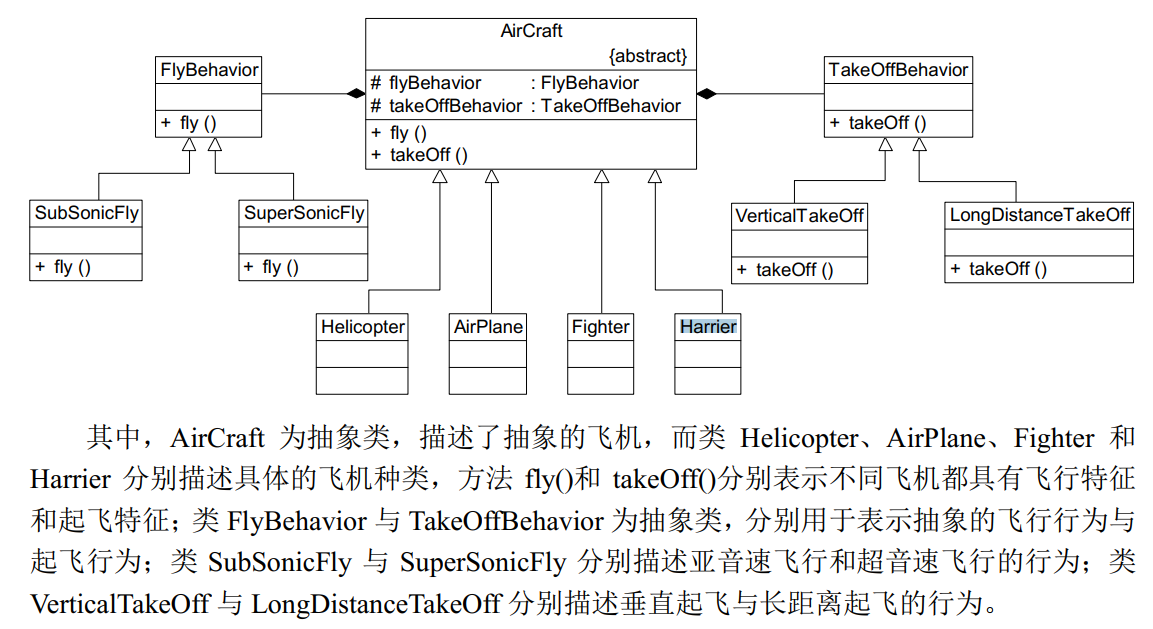 AirCraft
{abstract}
# flyBehavior : FlyBehavior
# takeOffBehavior : TakeOffBehavior
+ fly ()
+ takeOff ()
FlyBehavior
+ fly ()
TakeOffBehavior
+ takeOff ()
SubSonicFly
+ fly ()
SuperSonicFly
+ fly ()
VerticalTakeOff
+ takeOff ()
LongDistanceTakeOff
+ takeOff ()
Helicopter
AirPlane
Fighter
Harrier
其中，AirCraft 为抽象类，描述了抽象的飞机，而类 Helicopter、AirPlane、Fighter 和
Harrier 分别描述具体的飞机种类，方法 fly()和 takeOff()分别表示不同飞机都具有飞行特征
和起飞特征；类 FlyBehavior 与 TakeOffBehavior 为抽象类，分别用于表示抽象的飞行行为与
起飞行为；类 SubSonicFly 与 SuperSonicFly 分别描述亚音速飞行和超音速飞行的行为；类
VerticalTakeOff 与 LongDistanceTakeOff 分别描述垂直起飞与长距离起飞的行为。